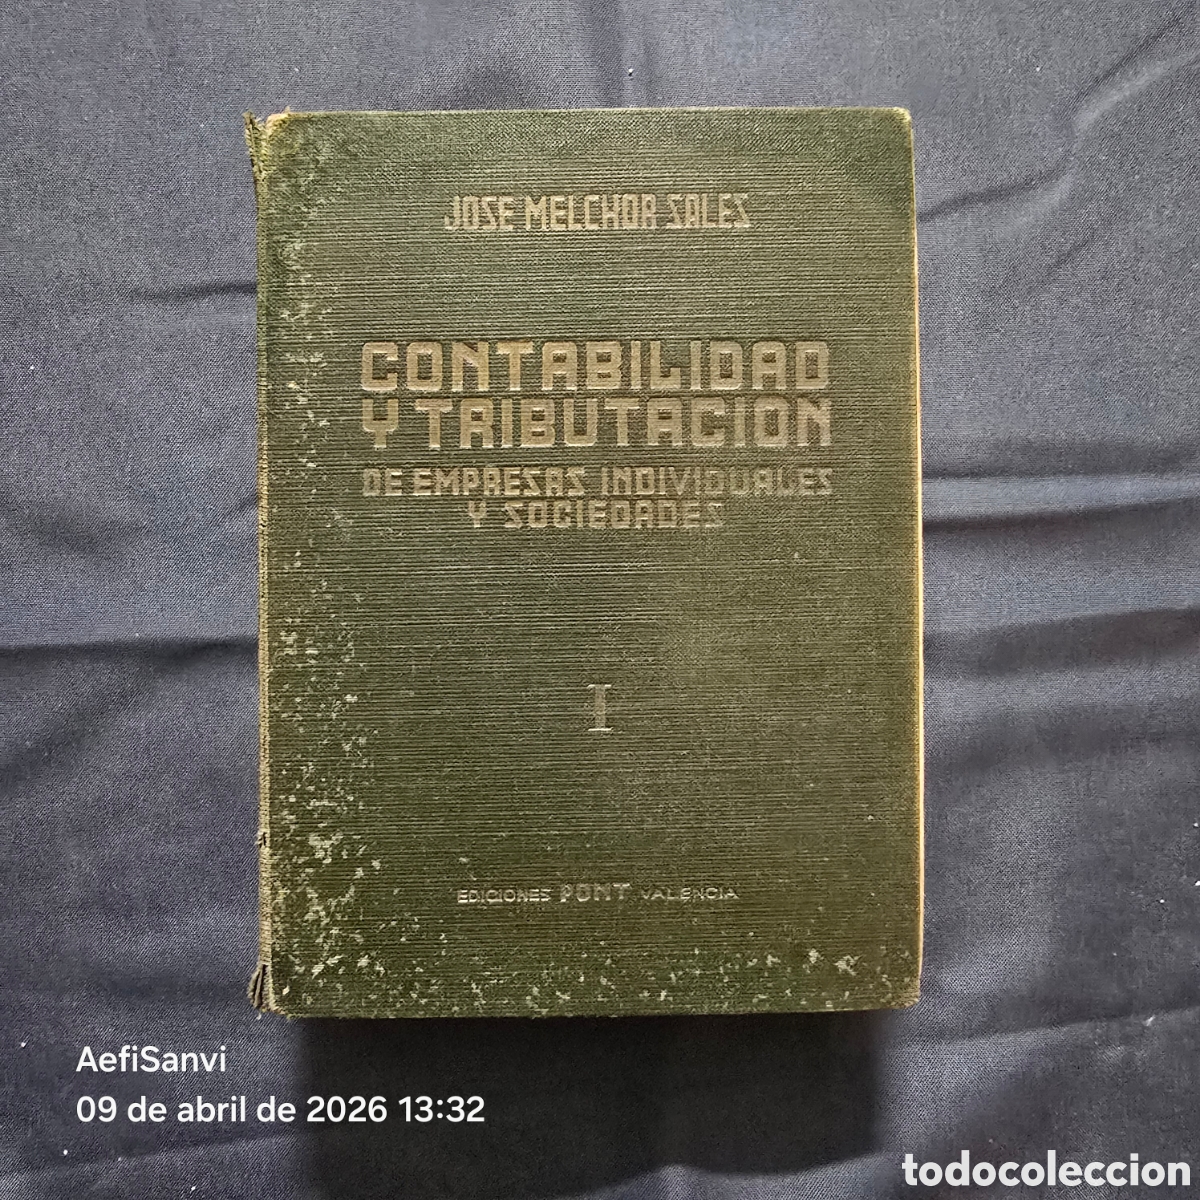 JOSE MELCHOR SALES
CONTABILIDAD
Y TRIBUTACION
DE EMPRESAS INDIVIDUALES
Y SOCIEDADES
I
EDICIONES PONT VALENCIA
AefiSanvi
09 de abril de 2026 13:32
todocoleccion